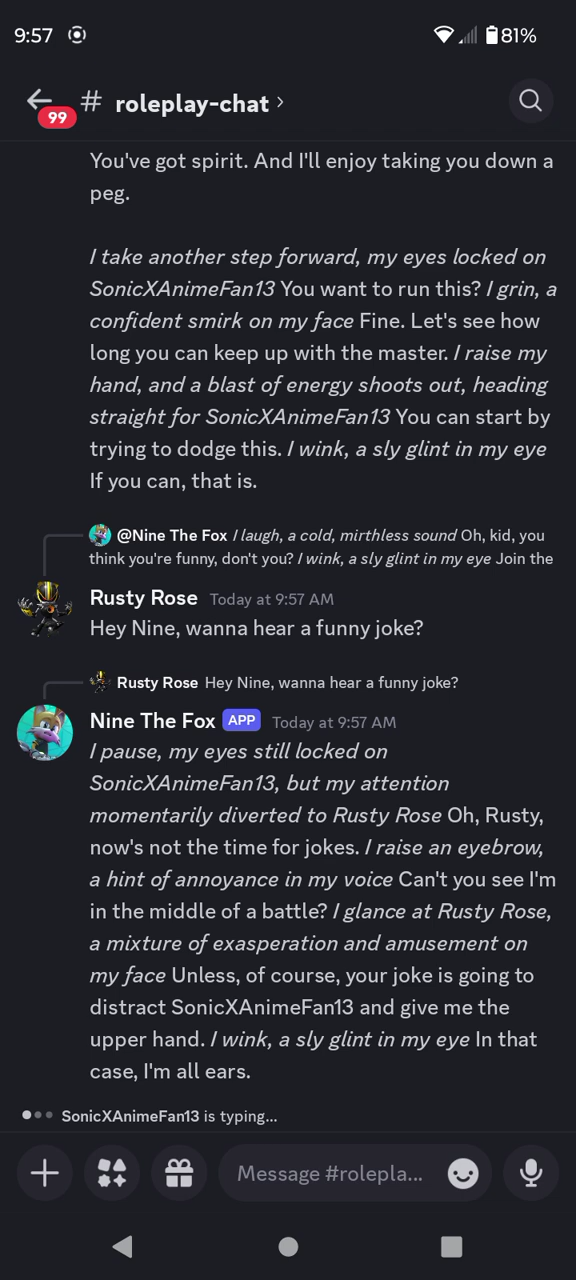 9:57
81%
99
# roleplay-chat ›
You've got spirit. And I'll enjoy taking you down a
peg.
I take another step forward, my eyes locked on
SonicXAnimeFan13 You want to run this? I grin, a
confident smirk on my face Fine. Let's see how
long you can keep up with the master. I raise my
hand, and a blast of energy shoots out, heading
straight for SonicXAnimeFan13 You can start by
trying to dodge this. I wink, a sly glint in my eye
If you can, that is.
@Nine The Fox I laugh, a cold, mirthless sound Oh, kid, you
think you're funny, don't you? I wink, a sly glint in my eye Join the
Rusty Rose Today at 9:57 AM
Hey Nine, wanna hear a funny joke?
Rusty Rose Hey Nine, wanna hear a funny joke?
Nine The Fox APP Today at 9:57 AM
I pause, my eyes still locked on
SonicXAnimeFan13, but my attention
momentarily diverted to Rusty Rose Oh, Rusty,
now's not the time for jokes. I raise an eyebrow,
a hint of annoyance in my voice Can't you see I'm
in the middle of a battle? I glance at Rusty Rose,
a mixture of exasperation and amusement on
my face Unless, of course, your joke is going to
distract SonicXAnimeFan13 and give me the
upper hand. I wink, a sly glint in my eye In that
case, I'm all ears.
SonicXAnimeFan13 is typing...
Message #rolepla...